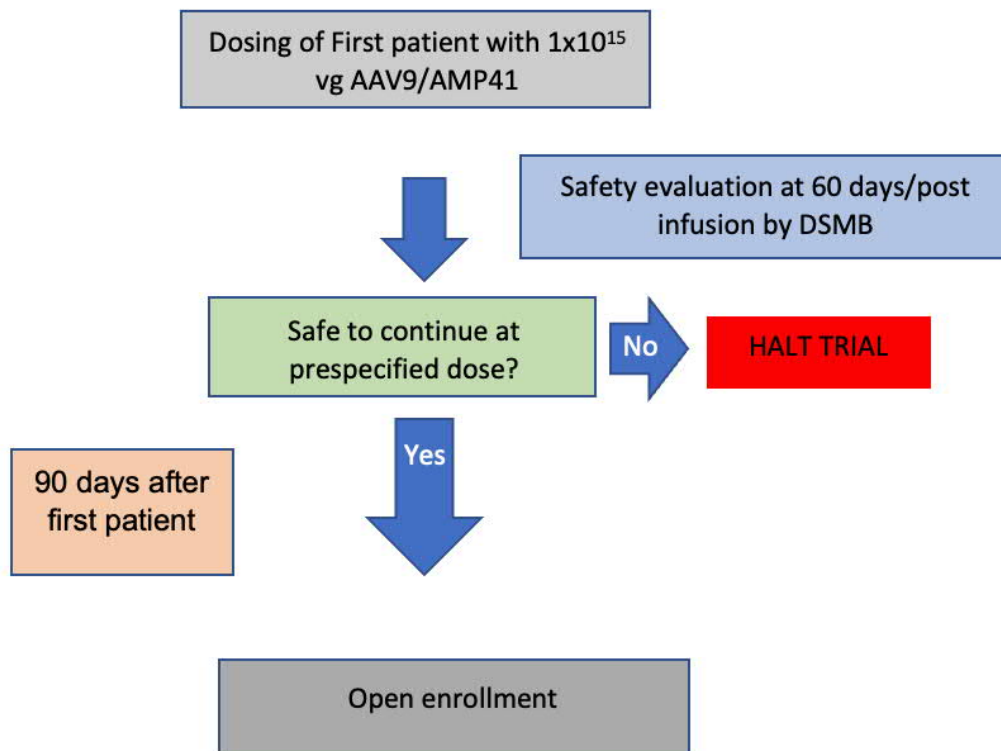 Dosing of First patient with 1x10¹⁵
vg AAV9/AMP41
Safety evaluation at 60 days/post
infusion by DSMB
Safe to continue at
prespecified dose?
No
HALT TRIAL
Yes
90 days after
first patient
Open enrollment